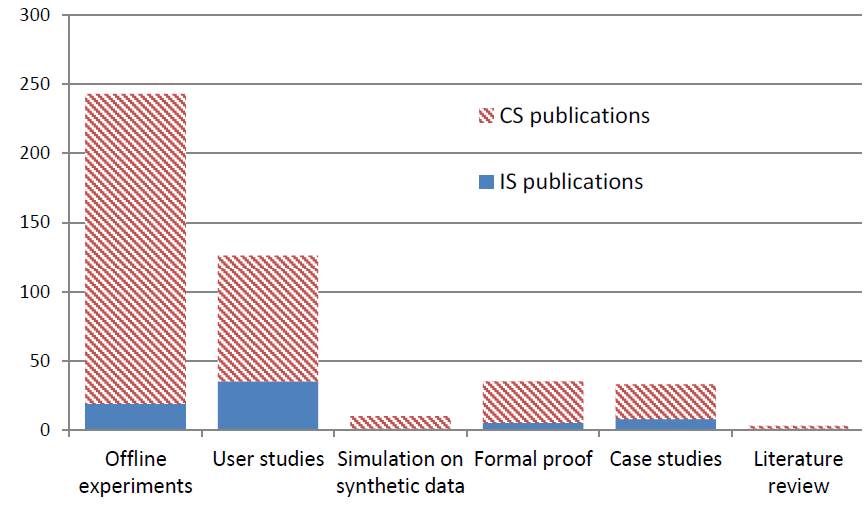 300
250
200
150
100
50
0
CS publications
IS publications
Offline
experiments
User studies
Simulation on
synthetic data
Formal proof
Case studies
Literature
review